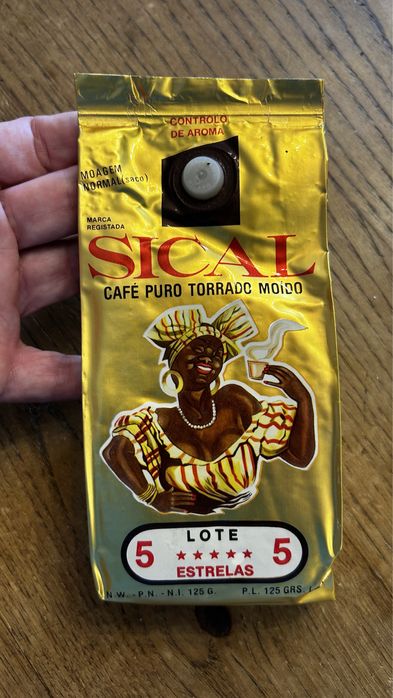 CONTROLO
DE AROMA
MOAGEM
NORMAL (saco)
MARCA
REGISTADA
SICAL
CAFÉ PURO TORRADO MOIDO
LOTE
5 ★★★★★ 5
ESTRELAS
N.W. - P.N. - N.I. 125 G. P.L. 125 GRS.